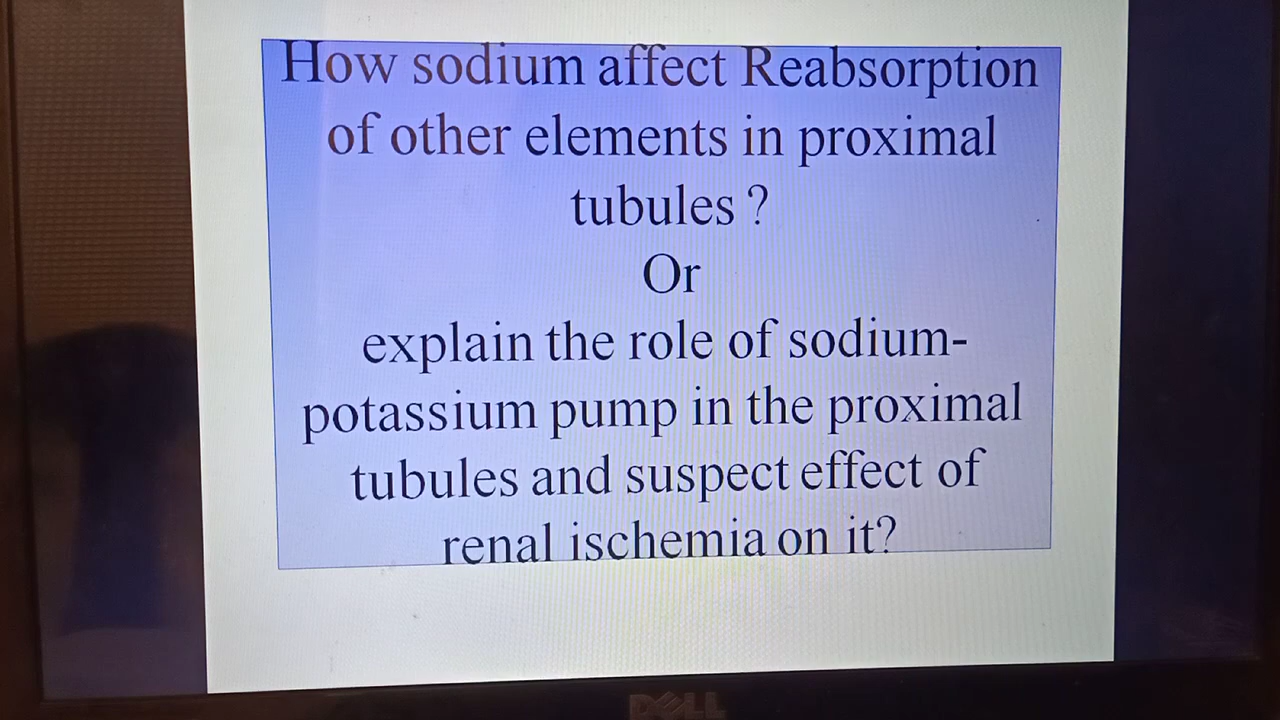 How sodium affect Reabsorption
of other elements in proximal
tubules ?
Or
explain the role of sodium-
potassium pump in the proximal
tubules and suspect effect of
renal ischemia on it?
DELL